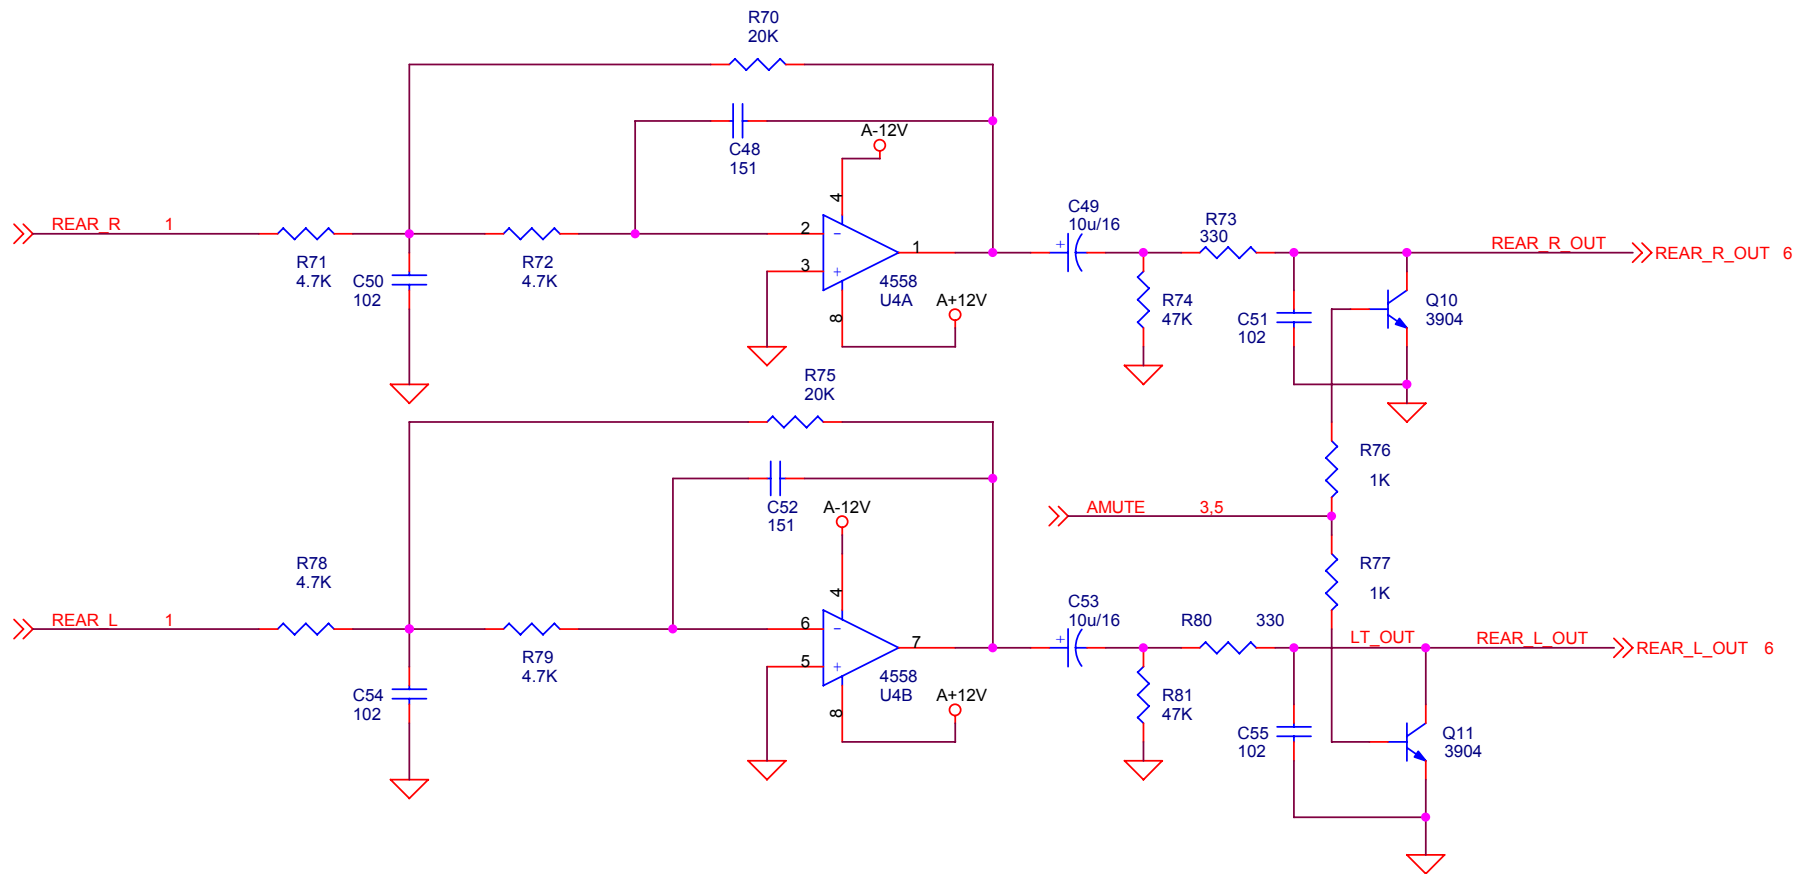 R70
20K
C48
151
A-12V
4
REAR_R 1
R71
4.7K
C50
102
R72
4.7K
2
3
1
4558
U4A
8
A+12V
C49
10u/16
R73
330
R74
47K
C51
102
REAR_R_OUT
REAR_R_OUT 6
Q10
3904
R75
20K
C52
151
A-12V
4
R76
1K
AMUTE 3,5
R77
1K
R78
4.7K
REAR_L 1
C54
102
R79
4.7K
6
5
7
4558
U4B
8
A+12V
C53
10u/16
R80 330
R81
47K
LT_OUT
REAR_L_OUT
REAR_L_OUT 6
C55
102
Q11
3904